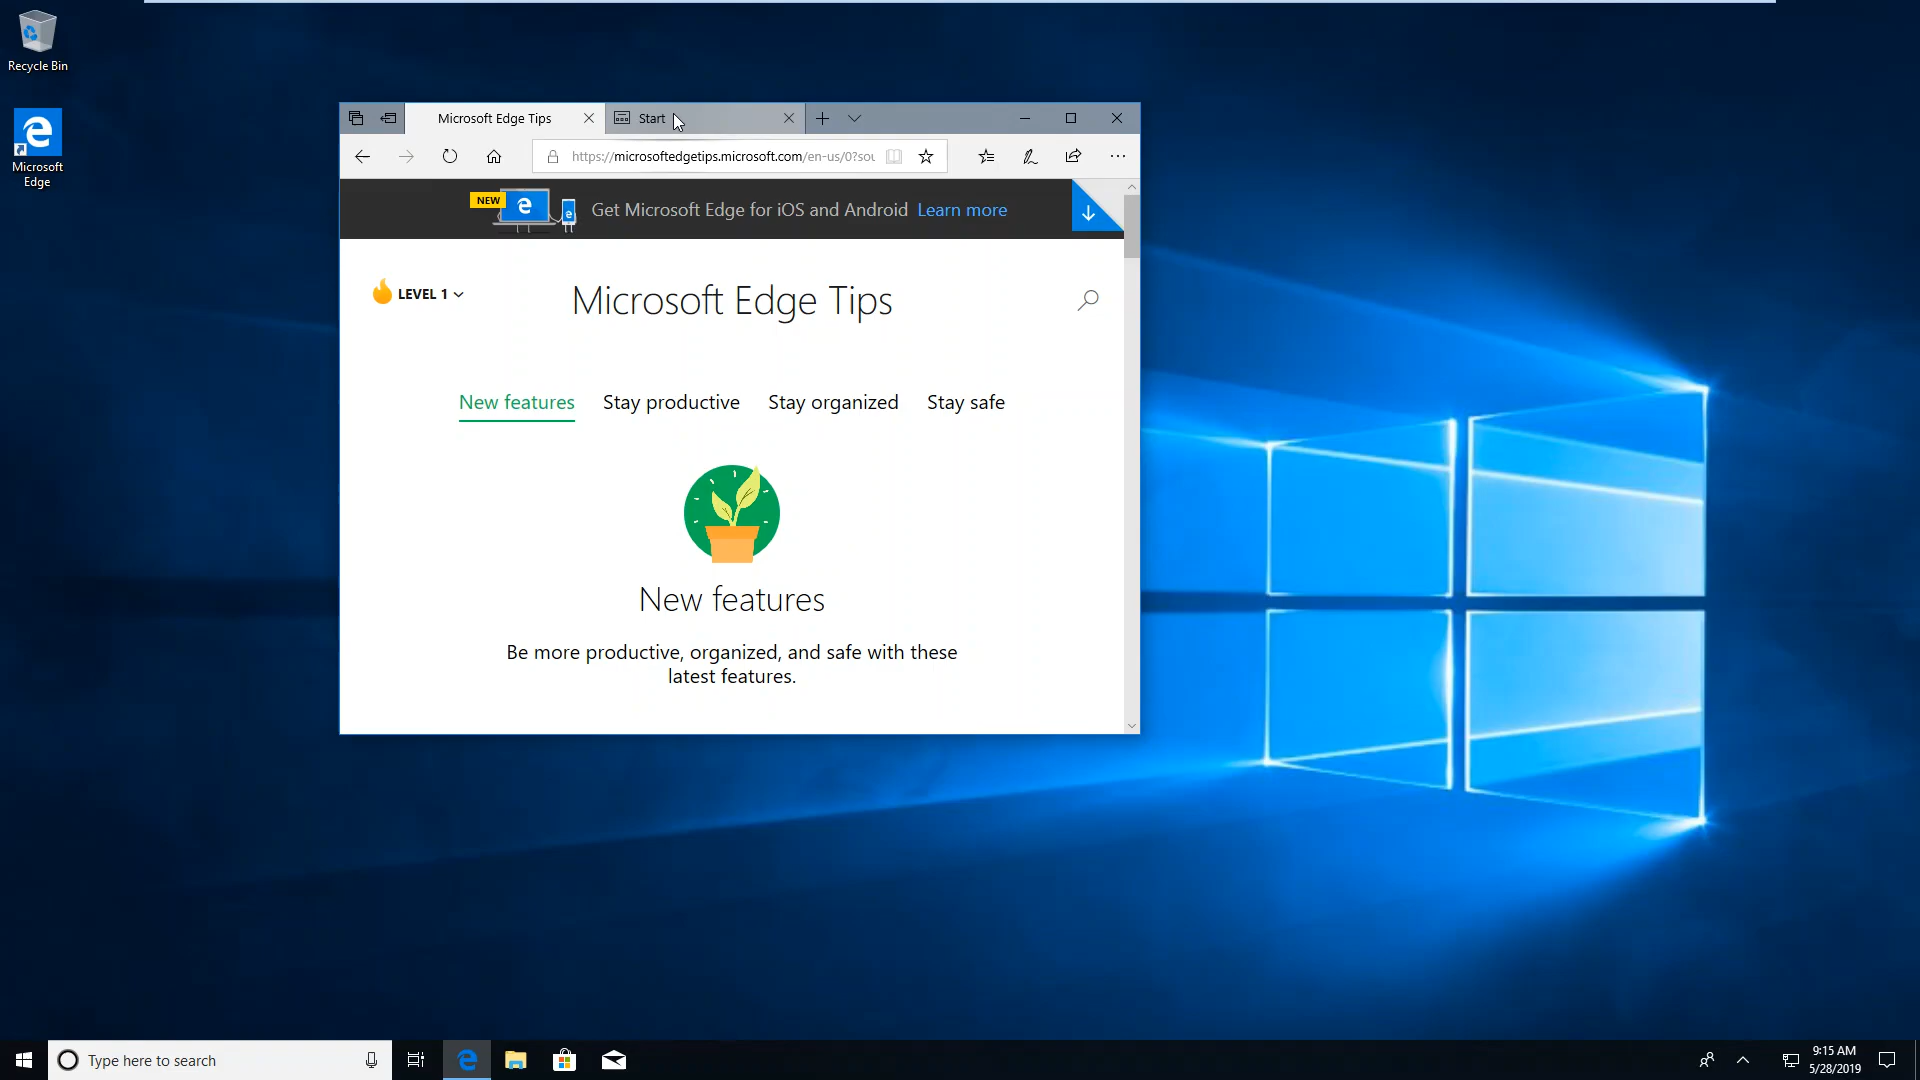 Recycle Bin
Microsoft
Edge
Microsoft Edge Tips
Start
https://microsoftedgetips.microsoft.com/en-us/0?sou
NEW
Get Microsoft Edge for iOS and Android Learn more
LEVEL 1
Microsoft Edge Tips
New features
Stay productive
Stay organized
Stay safe
New features
Be more productive, organized, and safe with these
latest features.
Type here to search
9:15 AM
5/28/2019